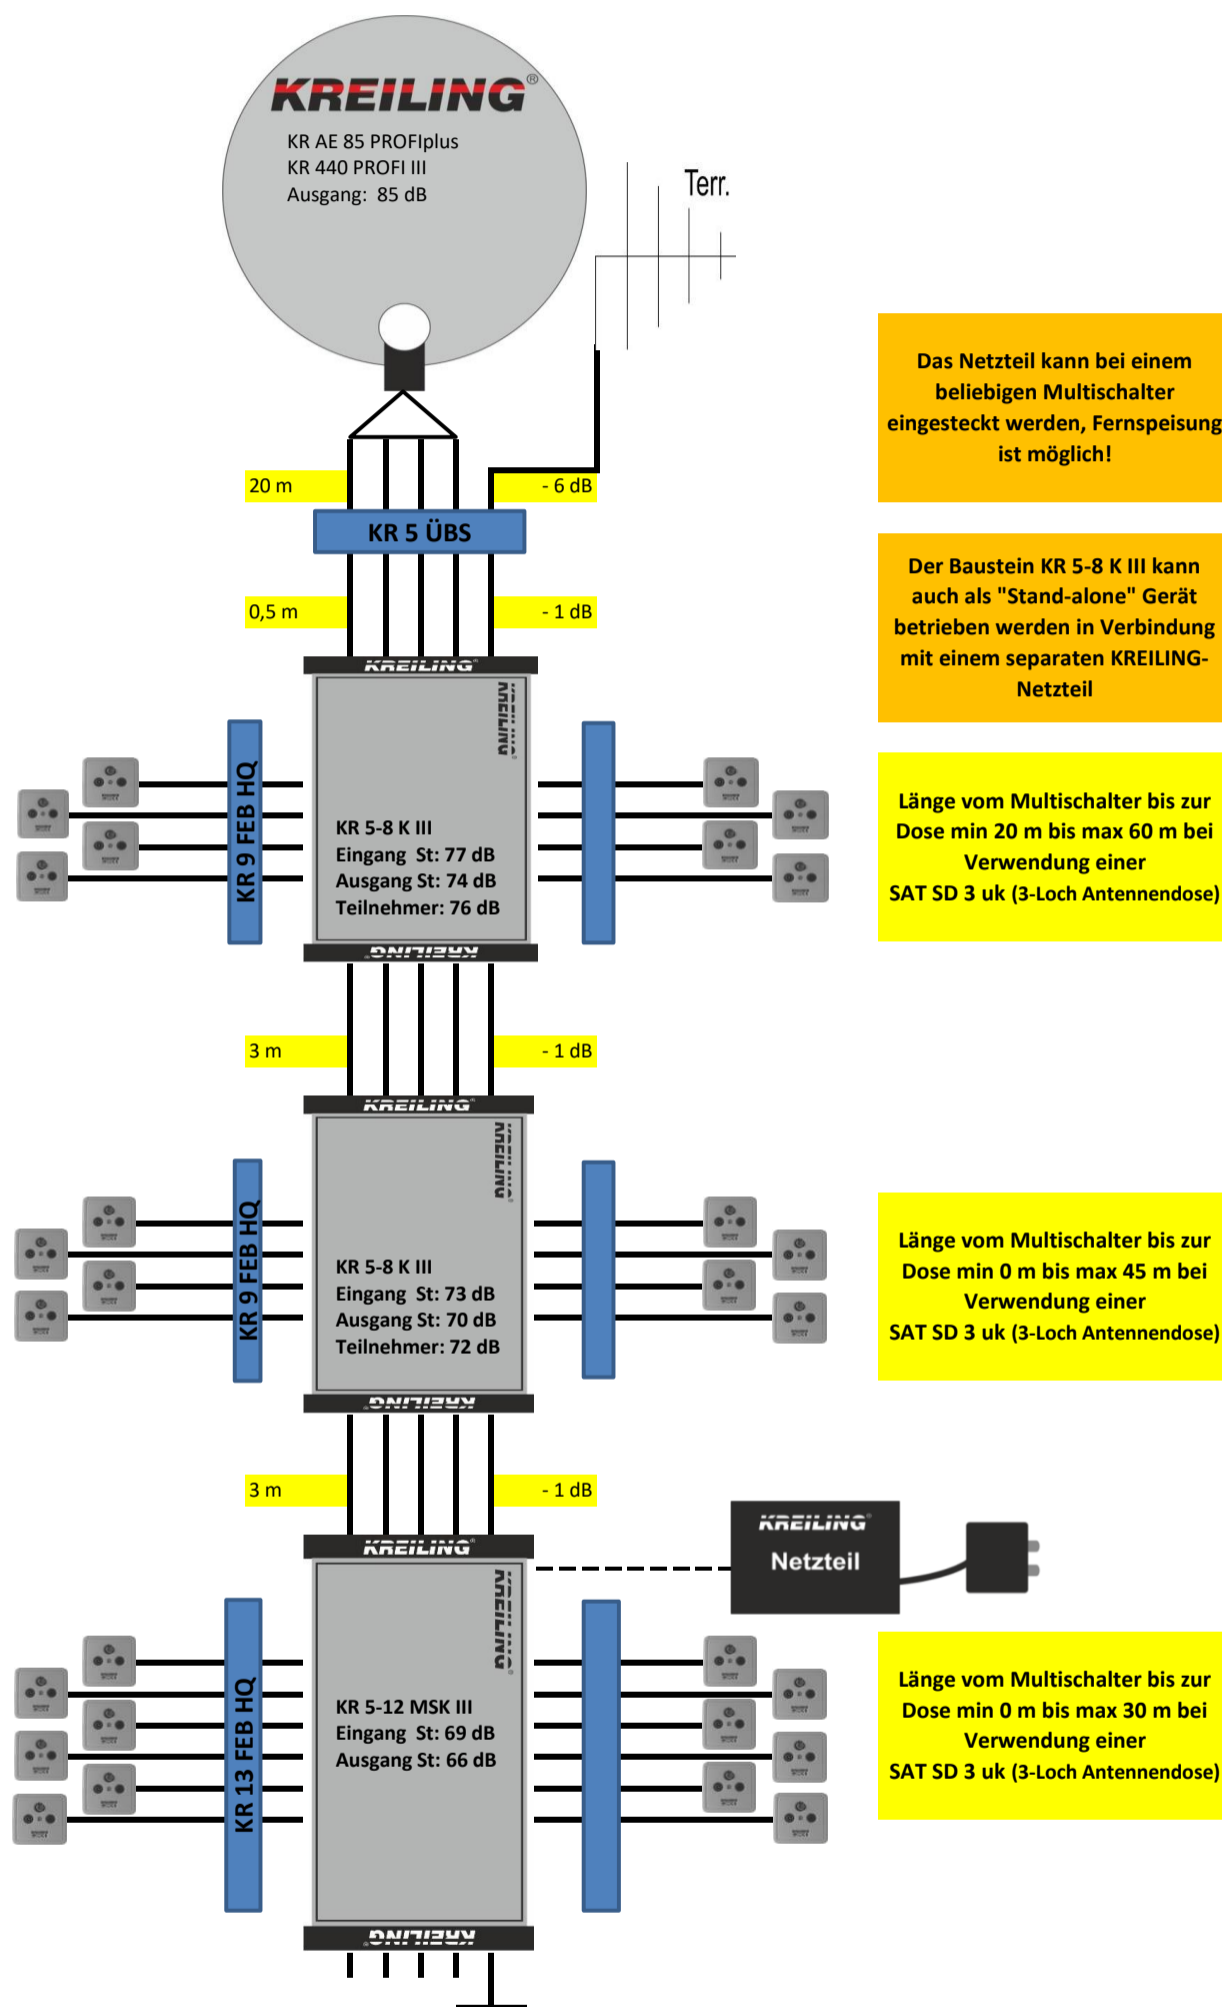 KREILING®
KR AE 85 PROFIplus
KR 440 PROFI III
Ausgang: 85 dB
Terr.
Das Netzteil kann bei einem
beliebigen Multischalter
eingesteckt werden, Fernspeisung
ist möglich!
20 m
- 6 dB
KR 5 ÜBS
Der Baustein KR 5-8 K III kann
auch als "Stand-alone" Gerät
betrieben werden in Verbindung
mit einem separaten KREILING-
Netzteil
0,5 m
- 1 dB
KREILING®
KREILING®
KR 9 FEB HQ
KR 5-8 K III
Eingang St: 77 dB
Ausgang St: 74 dB
Teilnehmer: 76 dB
KREILING®
Länge vom Multischalter bis zur
Dose min 20 m bis max 60 m bei
Verwendung einer
SAT SD 3 uk (3-Loch Antennendose)
3 m
- 1 dB
KREILING®
KREILING®
KR 9 FEB HQ
KR 5-8 K III
Eingang St: 73 dB
Ausgang St: 70 dB
Teilnehmer: 72 dB
KREILING®
Länge vom Multischalter bis zur
Dose min 0 m bis max 45 m bei
Verwendung einer
SAT SD 3 uk (3-Loch Antennendose)
3 m
- 1 dB
KREILING®
KREILING®
KREILING®
Netzteil
KR 13 FEB HQ
KR 5-12 MSK III
Eingang St: 69 dB
Ausgang St: 66 dB
KREILING®
Länge vom Multischalter bis zur
Dose min 0 m bis max 30 m bei
Verwendung einer
SAT SD 3 uk (3-Loch Antennendose)